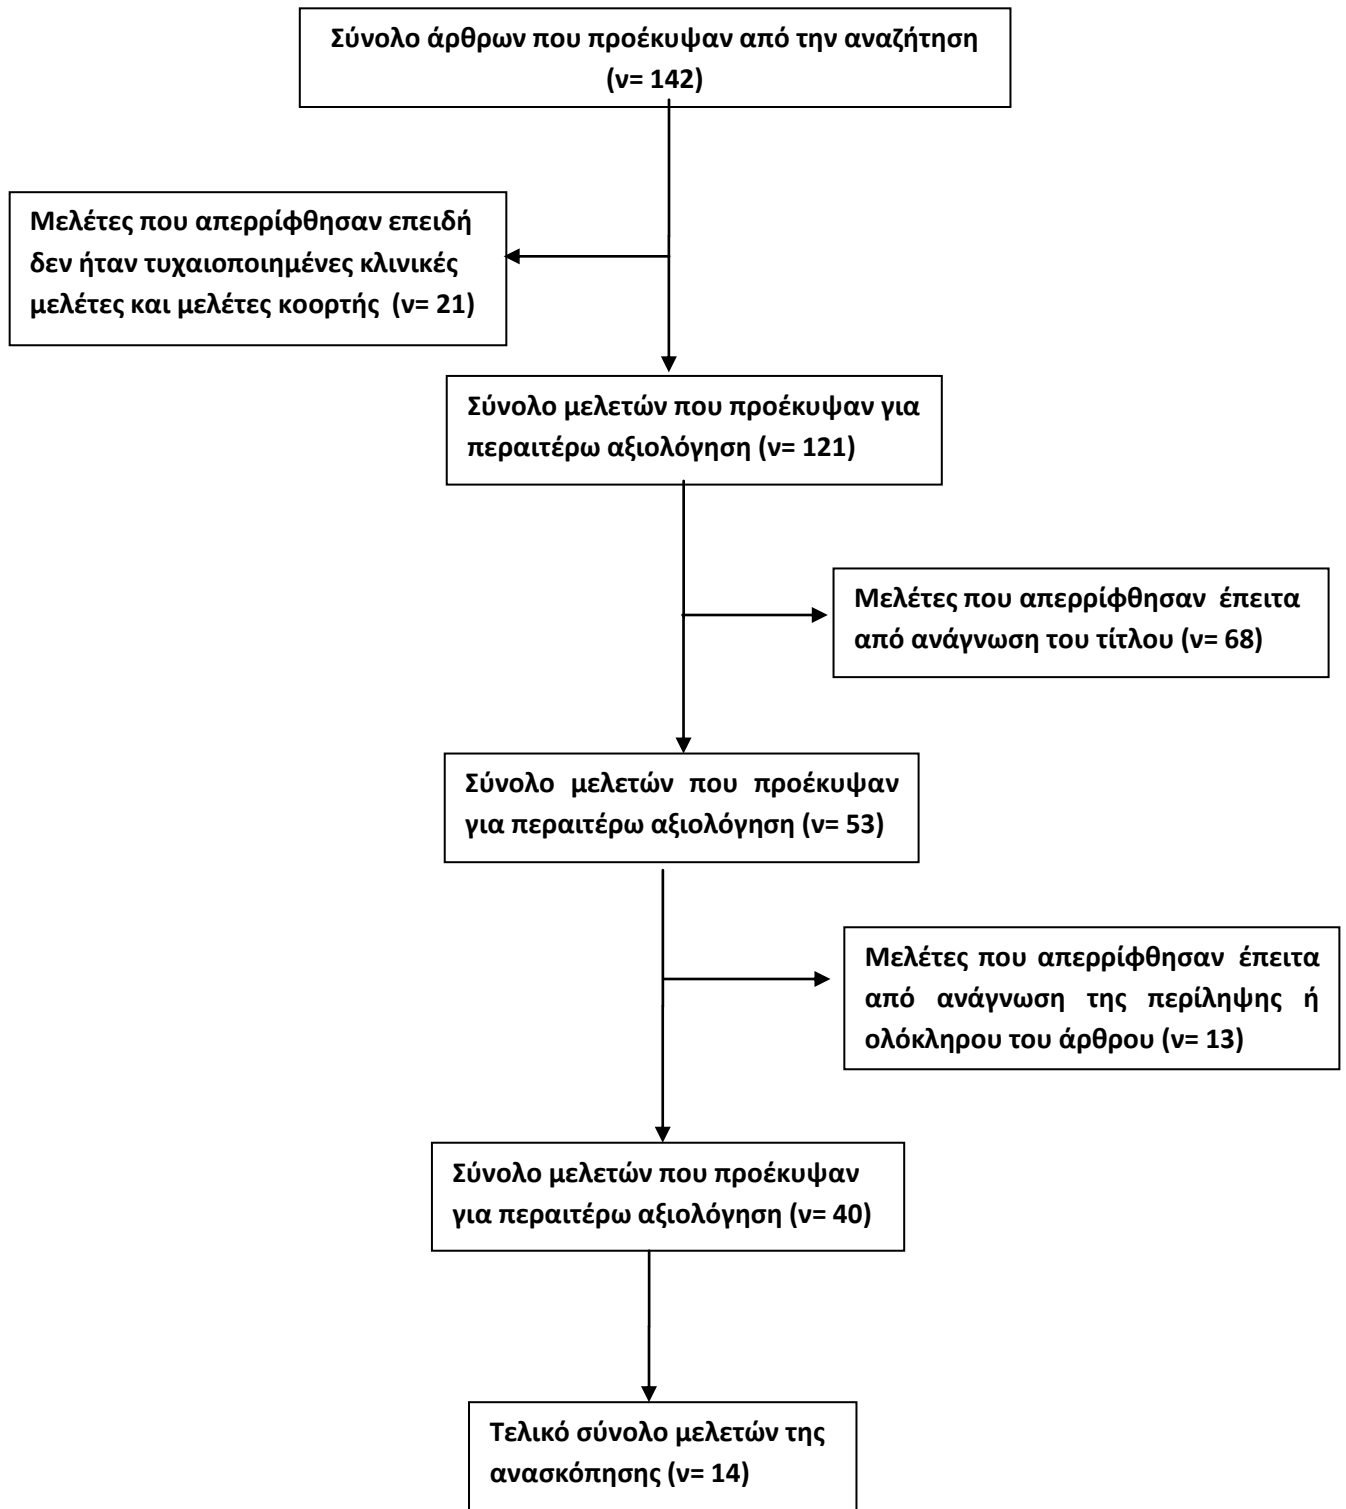 Σύνολο άρθρων που προέκυψαν από την αναζήτηση
(ν= 142)
Μελέτες που απερρίφθησαν επειδή
δεν ήταν τυχαιοποιημένες κλινικές
μελέτες και μελέτες κοορτής (ν= 21)
Σύνολο μελετών που προέκυψαν για
περαιτέρω αξιολόγηση (ν= 121)
Μελέτες που απερρίφθησαν έπειτα
από ανάγνωση του τίτλου (ν= 68)
Σύνολο μελετών που προέκυψαν
για περαιτέρω αξιολόγηση (ν= 53)
Μελέτες που απερρίφθησαν έπειτα
από ανάγνωση της περίληψης ή
ολόκληρου του άρθρου (ν= 13)
Σύνολο μελετών που προέκυψαν
για περαιτέρω αξιολόγηση (ν= 40)
Τελικό σύνολο μελετών της
ανασκόπησης (ν= 14)